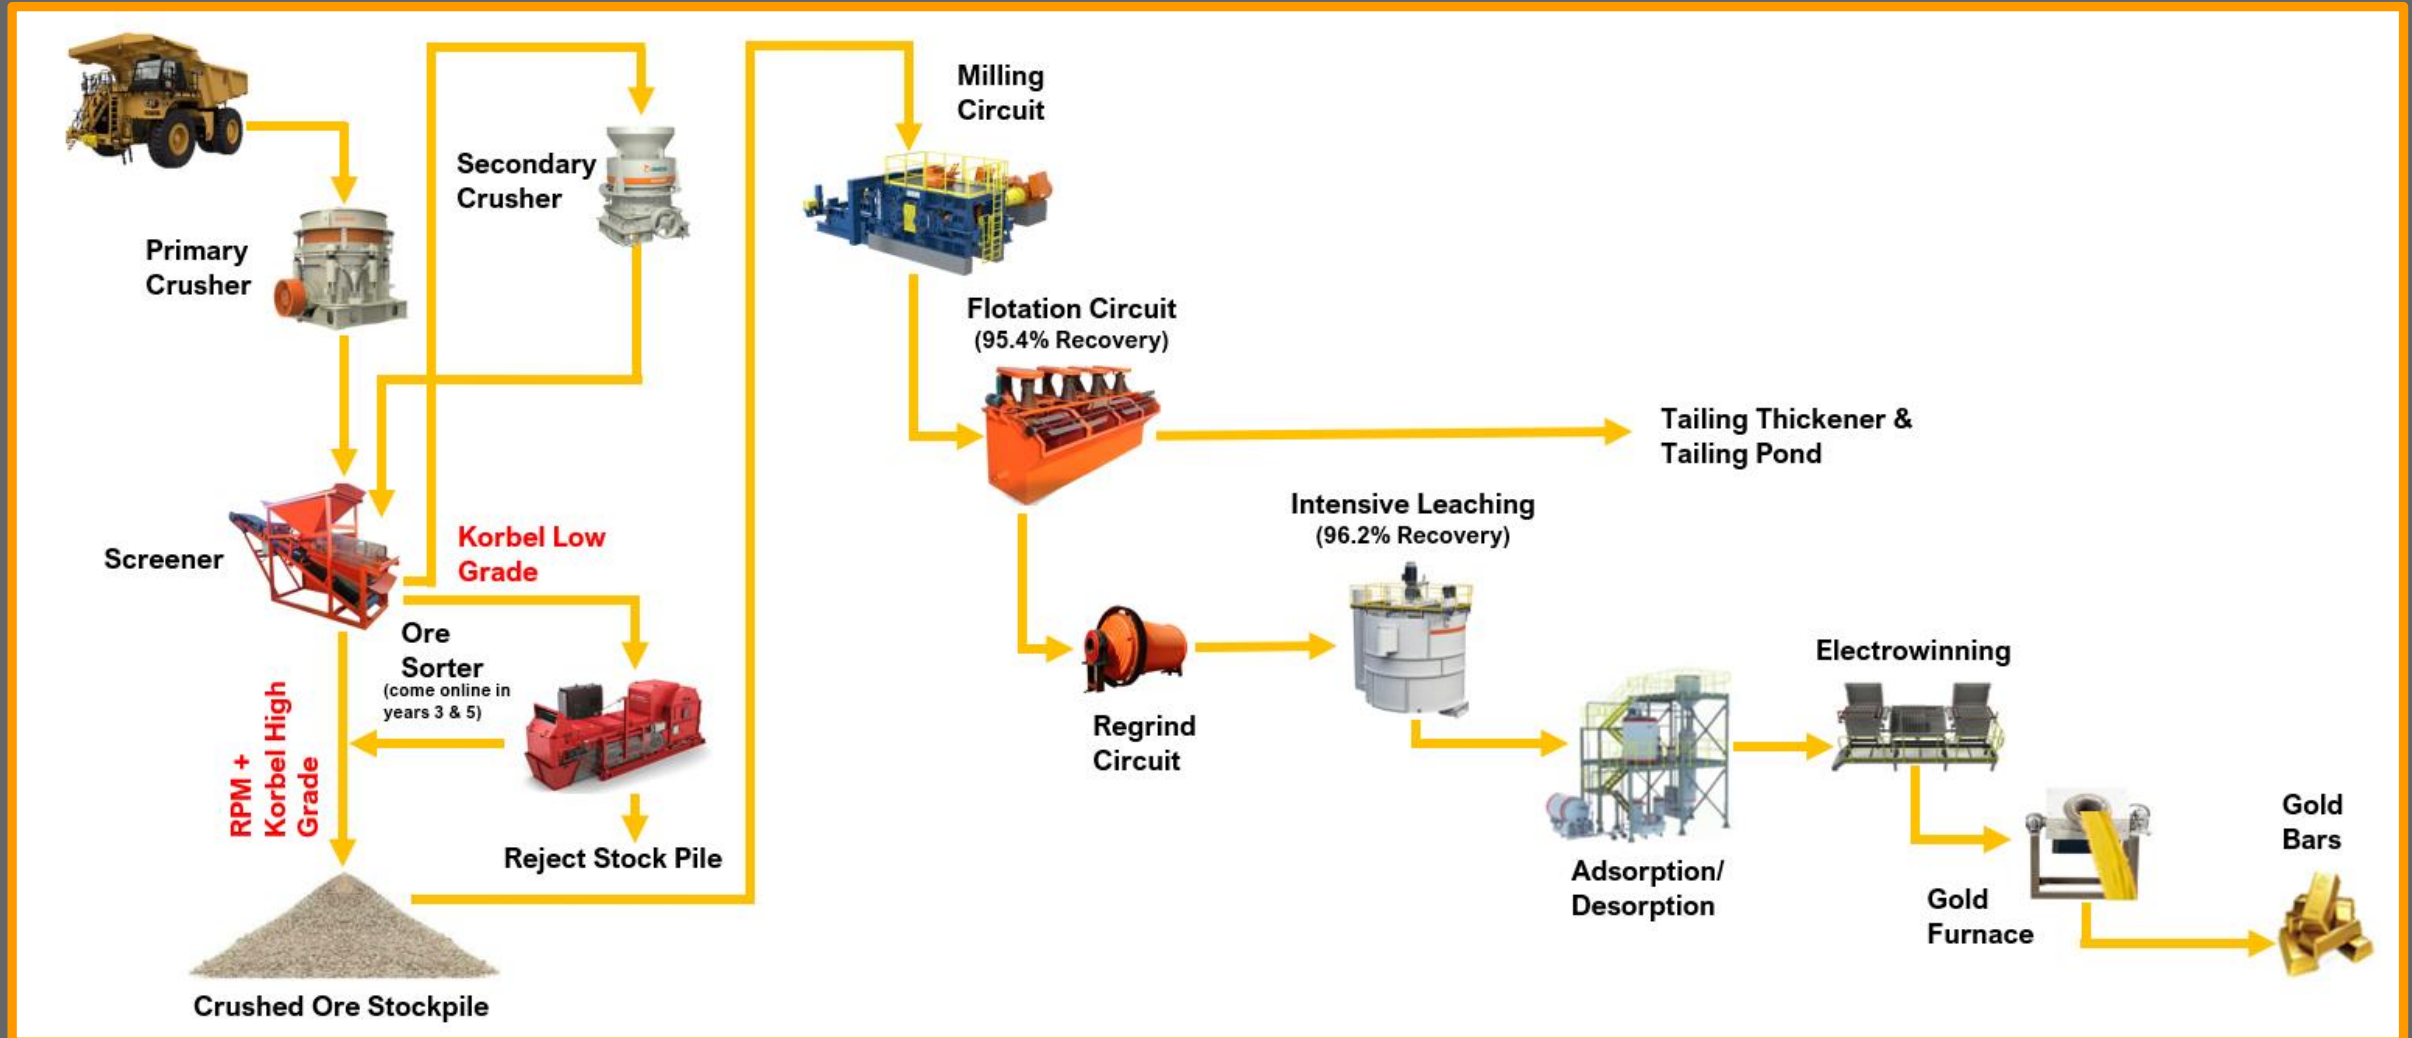 Milling
Circuit
Secondary
Crusher
Primary
Crusher
Flotation Circuit
(95.4% Recovery)
Tailing Thickener &
Tailing Pond
Intensive Leaching
(96.2% Recovery)
Korbel Low
Grade
Screener
Ore
Sorter
(come online in
years 3 & 5)
RPM +
Korbel High
Grade
Electrowinning
Regrind
Circuit
Reject Stock Pile
Adsorption/
Desorption
Gold
Bars
Gold
Furnace
Crushed Ore Stockpile